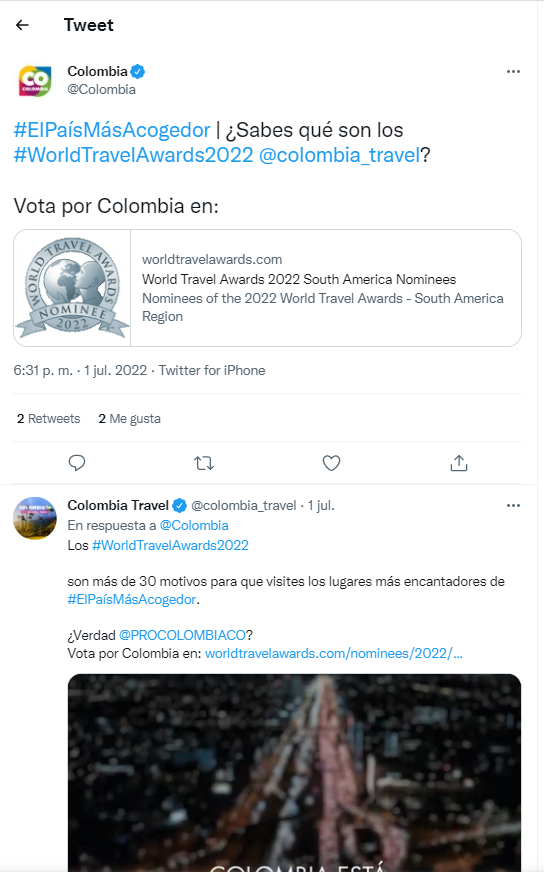 Tweet
Colombia
@Colombia
CO
COLOMBIA
#ElPaísMásAcogedor | ¿Sabes qué son los
#WorldTravelAwards2022 @colombia_travel?
Vota por Colombia en:
WORLD TRAVEL AWARDS
NOMINEE
2022
worldtravelawards.com
World Travel Awards 2022 South America Nominees
Nominees of the 2022 World Travel Awards - South America
Region
6:31 p. m. · 1 jul. 2022 · Twitter for iPhone
2 Retweets 2 Me gusta
Colombia Travel @colombia_travel · 1 jul.
En respuesta a @Colombia
Los #WorldTravelAwards2022
son más de 30 motivos para que visites los lugares más encantadores de
#ElPaísMásAcogedor.
¿Verdad @PROCOLOMBIACO?
Vota por Colombia en: worldtravelawards.com/nominees/2022/...
COLOMBIA ESTÁ